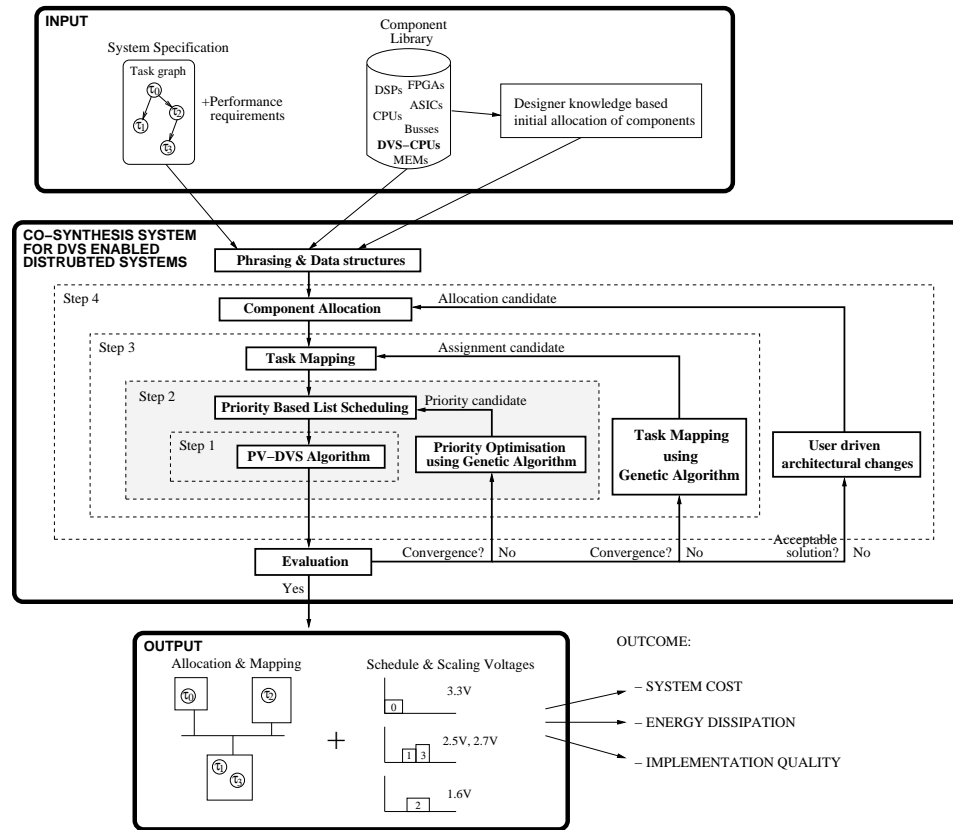 INPUT
System Specification
Task graph
τ0
τ1
τ2
τ3
+Performance
requirements
Component
Library
DSPs
FPGAs
ASICs
CPUs
Busses
DVS−CPUs
MEMs
Designer knowledge based
initial allocation of components
CO−SYNTHESIS SYSTEM
FOR DVS ENABLED
DISTRUBTED SYSTEMS
Phrasing & Data structures
Step 4
Component Allocation
Allocation candidate
Step 3
Task Mapping
Assignment candidate
Step 2
Priority Based List Scheduling
Priority candidate
Step 1
PV−DVS Algorithm
Priority Optimisation
using Genetic Algorithm
Task Mapping
using
Genetic Algorithm
User driven
architectural changes
Evaluation
Convergence?
No
Convergence?
No
Acceptable
solution?
No
Yes
OUTPUT
Allocation & Mapping
τ0
τ2
τ1
τ3
+
Schedule & Scaling Voltages
3.3V
0
2.5V, 2.7V
1
3
1.6V
2
OUTCOME:
− SYSTEM COST
− ENERGY DISSIPATION
− IMPLEMENTATION QUALITY